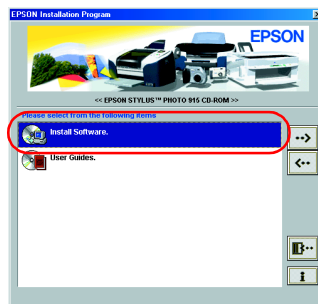 EPSON Installation Program
EPSON
<< EPSON STYLUS™ PHOTO 915 CD-ROM >>
Please select from the following items
Install Software.
User Guides.